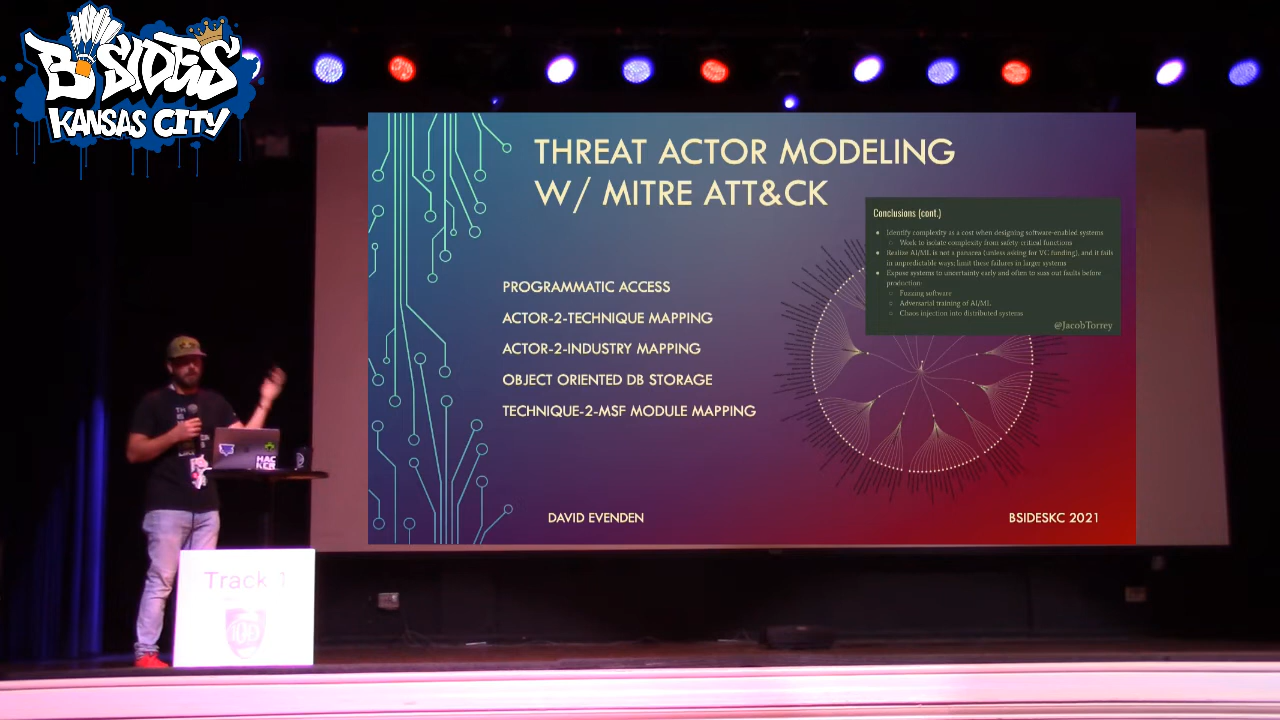 BSIDES
KANSAS CITY
THREAT ACTOR MODELING
W/ MITRE ATT&CK
Conclusions (cont.)
● Identify complexity as a cost when designing software-enabled systems
○ Work to isolate complexity from safety critical functions
● Realize AI/ML is not a panacea (unless asking for VC funding), and it fails
in unpredictable ways; limit these failures in larger systems
● Expose systems to uncertainty early and often to suss out faults before
production:
○ Fuzzing software
○ Adversarial training of AI/ML
○ Chaos injection into distributed systems
@JacobTorrey
PROGRAMMATIC ACCESS
ACTOR-2-TECHNIQUE MAPPING
ACTOR-2-INDUSTRY MAPPING
OBJECT ORIENTED DB STORAGE
TECHNIQUE-2-MSF MODULE MAPPING
DAVID EVENDEN
BSIDESKC 2021
HAC
KER
Track 1